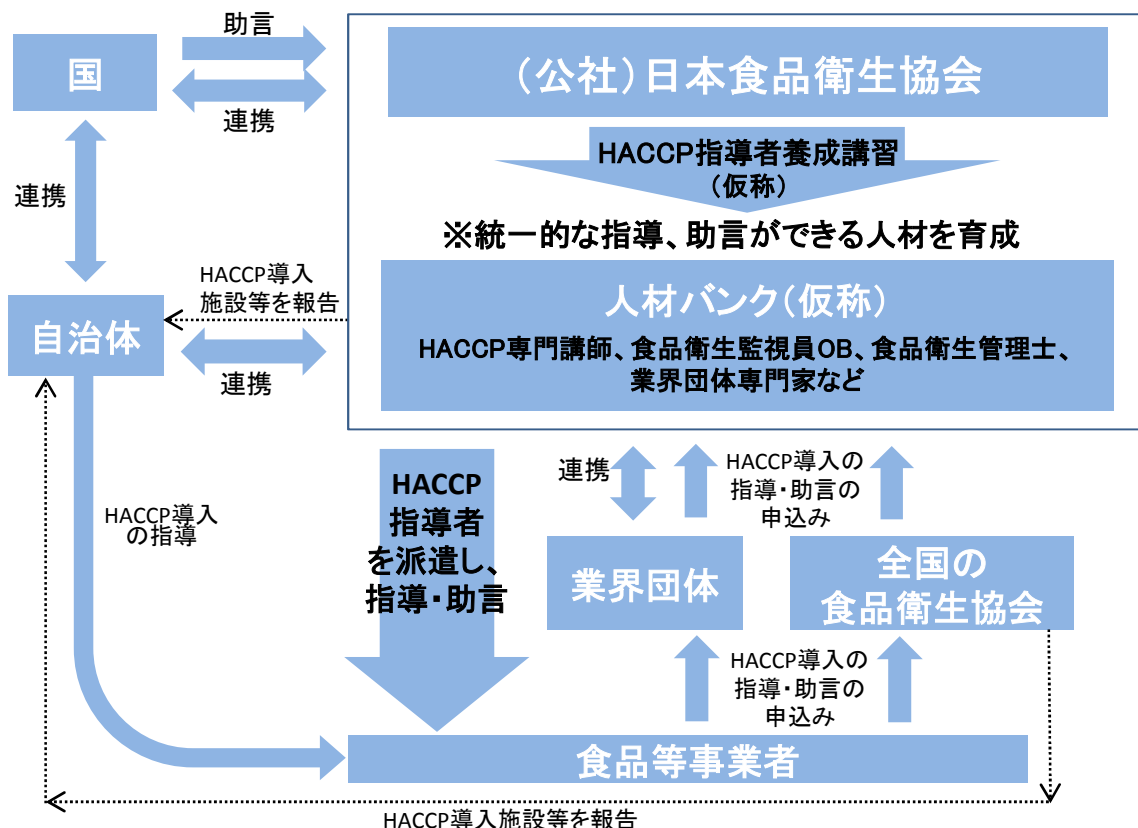 助言
国
連携
(公社)日本食品衛生協会
HACCP指導者養成講習
(仮称)
※統一的な指導、助言ができる人材を育成
連携
HACCP導入
施設等を報告
自治体
連携
人材バンク(仮称)
HACCP専門講師、食品衛生監視員OB、食品衛生管理士、
業界団体専門家など
HACCP導入
の指導
HACCP
指導者
を派遣し、
指導・助言
連携
HACCP導入の
指導・助言の
申込み
業界団体
全国の
食品衛生協会
HACCP導入の
指導・助言の
申込み
食品等事業者
HACCP導入施設等を報告